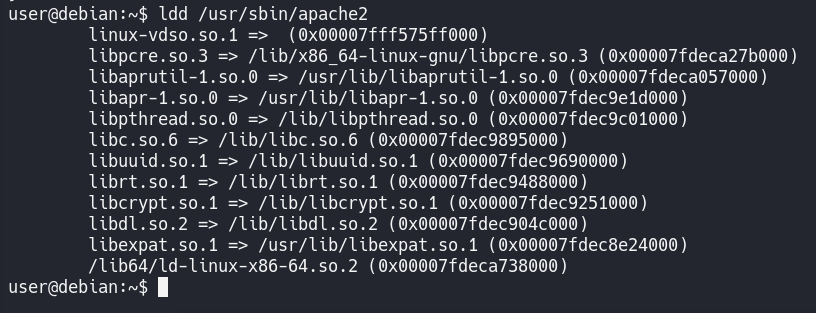 user@debian:~$ ldd /usr/sbin/apache2
linux-vdso.so.1 =>  (0x00007fff575ff000)
libpcre.so.3 => /lib/x86_64-linux-gnu/libpcre.so.3 (0x00007fdeca27b000)
libaprutil-1.so.0 => /usr/lib/libaprutil-1.so.0 (0x00007fdeca057000)
libapr-1.so.0 => /usr/lib/libapr-1.so.0 (0x00007fdec9e1d000)
libpthread.so.0 => /lib/libpthread.so.0 (0x00007fdec9c01000)
libc.so.6 => /lib/libc.so.6 (0x00007fdec9895000)
libuuid.so.1 => /lib/libuuid.so.1 (0x00007fdec9690000)
librt.so.1 => /lib/librt.so.1 (0x00007fdec9488000)
libcrypt.so.1 => /lib/libcrypt.so.1 (0x00007fdec9251000)
libdl.so.2 => /lib/libdl.so.2 (0x00007fdec904c000)
libexpat.so.1 => /usr/lib/libexpat.so.1 (0x00007fdec8e24000)
/lib64/ld-linux-x86-64.so.2 (0x00007fdeca738000)
user@debian:~$